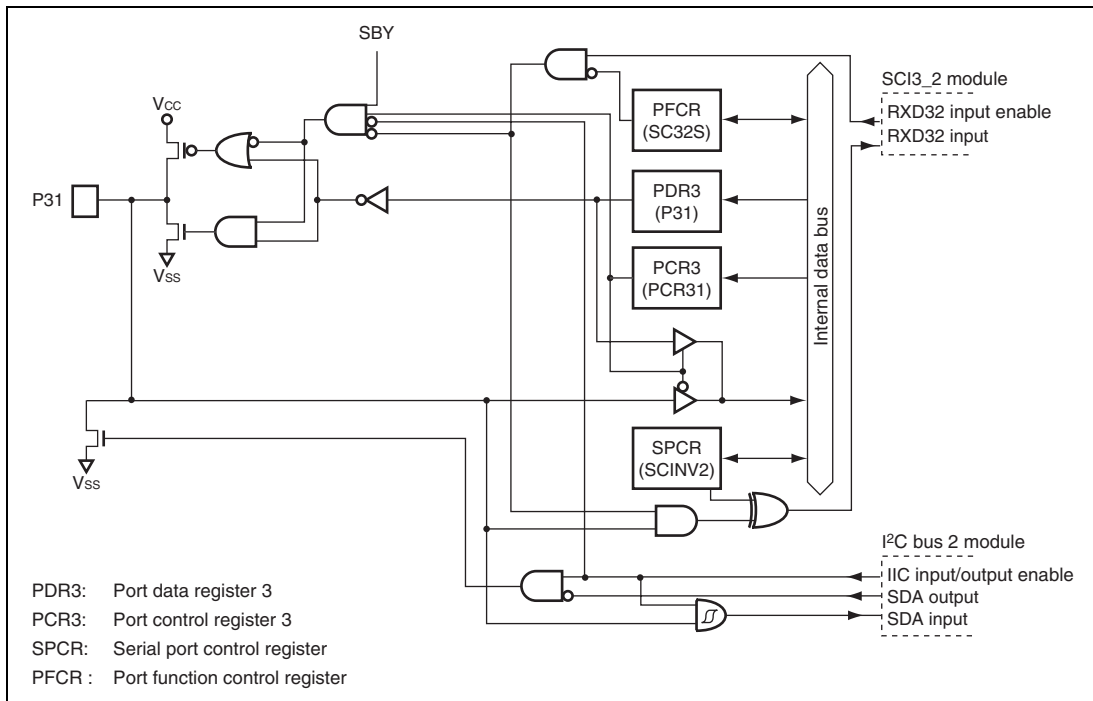 SBY
SCI3_2 module
RXD32 input enable
RXD32 input
VCC
PFCR
(SC32S)
P31
PDR3
(P31)
PCR3
(PCR31)
VSS
Internal data bus
SPCR
(SCINV2)
VSS
I²C bus 2 module
IIC input/output enable
SDA output
SDA input
PDR3: Port data register 3
PCR3: Port control register 3
SPCR: Serial port control register
PFCR : Port function control register